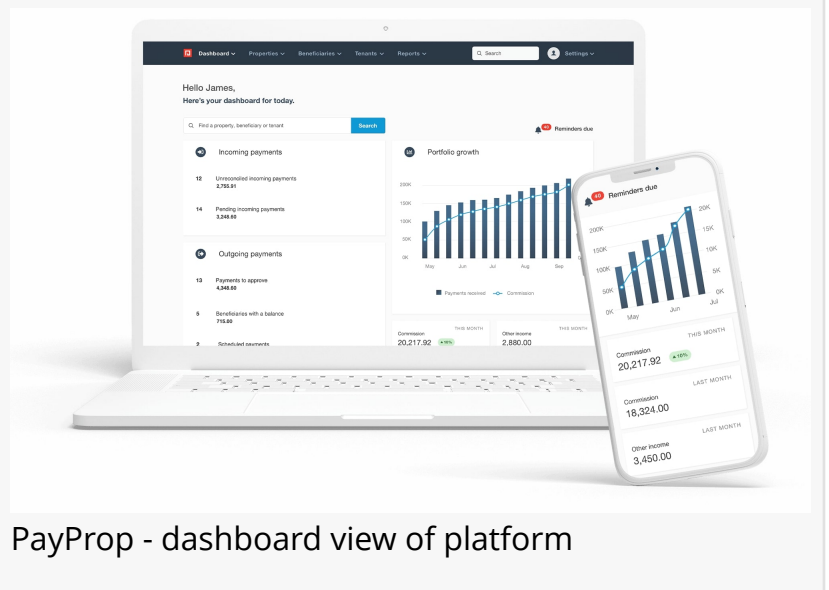 Dashboard Properties Beneficiaries Tenants Reports Search Settings
Hello James,
Here's your dashboard for today.
Find a property, beneficiary or tenant Search
Reminders due
Incoming payments
12 Unreconciled incoming payments
2,755.91
14 Pending incoming payments
3,248.60
Outgoing payments
13 Payments to approve
4,348.60
5 Beneficiaries with a balance
715.60
2 Scheduled payments
Portfolio growth
200K
150K
100K
50K
0K
May Jun Jul Aug Sep
Payments received Commission
THIS MONTH
Commission
20,217.92 10%
THIS MONTH
Other income
2,880.00
Reminders due
200K
150K
100K
50K
0K
20K
15K
10K
5K
0K
May Jun Jul
THIS MONTH
Commission
20,217.92 10%
LAST MONTH
Commission
18,324.00
LAST MONTH
Other income
3,450.00
PayProp - dashboard view of platform